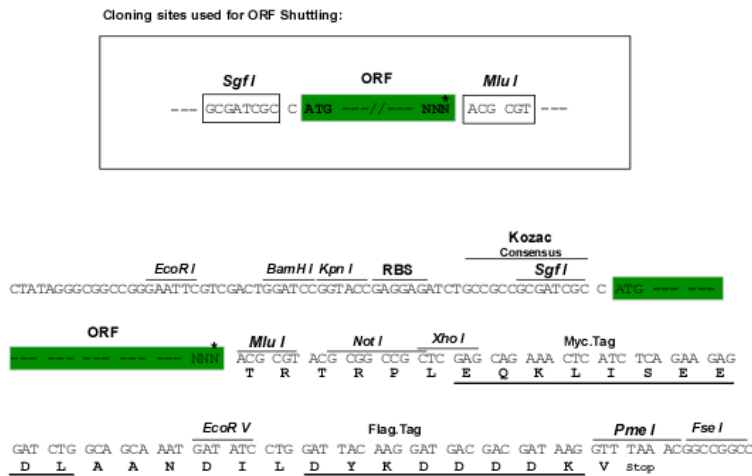 Cloning sites used for ORF Shuttling:
Sgf I ORF Mlu I
--- GCGATCGC C ATG ---//--- NNN* ACG CGT ---
Kozac
Consensus
EcoR I BamH I Kpn I RBS Sgf I
CTATAGGGCGGCCGGGAATTCGTCGACTGGATCCGGTACCGAGGAGATCTGCCGCCGCGATCGC C ATG --- ---
ORF Mlu I Not I Xho I Myc.Tag
--- --- --- --- --- --- NNN* ACG CGT ACG CGG CCG CTC GAG CAG AAA CTC ATC TCA GAA GAG
T R T R P L E Q K L I S E E
EcoR V Flag.Tag Pme I Fse I
GAT CTG GCA GCA AAT GAT ATC CTG GAT TAC AAG GAT GAC GAC GAT AAG GTT TAA ACGGCCGGCC
D L A A N D I L D Y K D D D D K V Stop